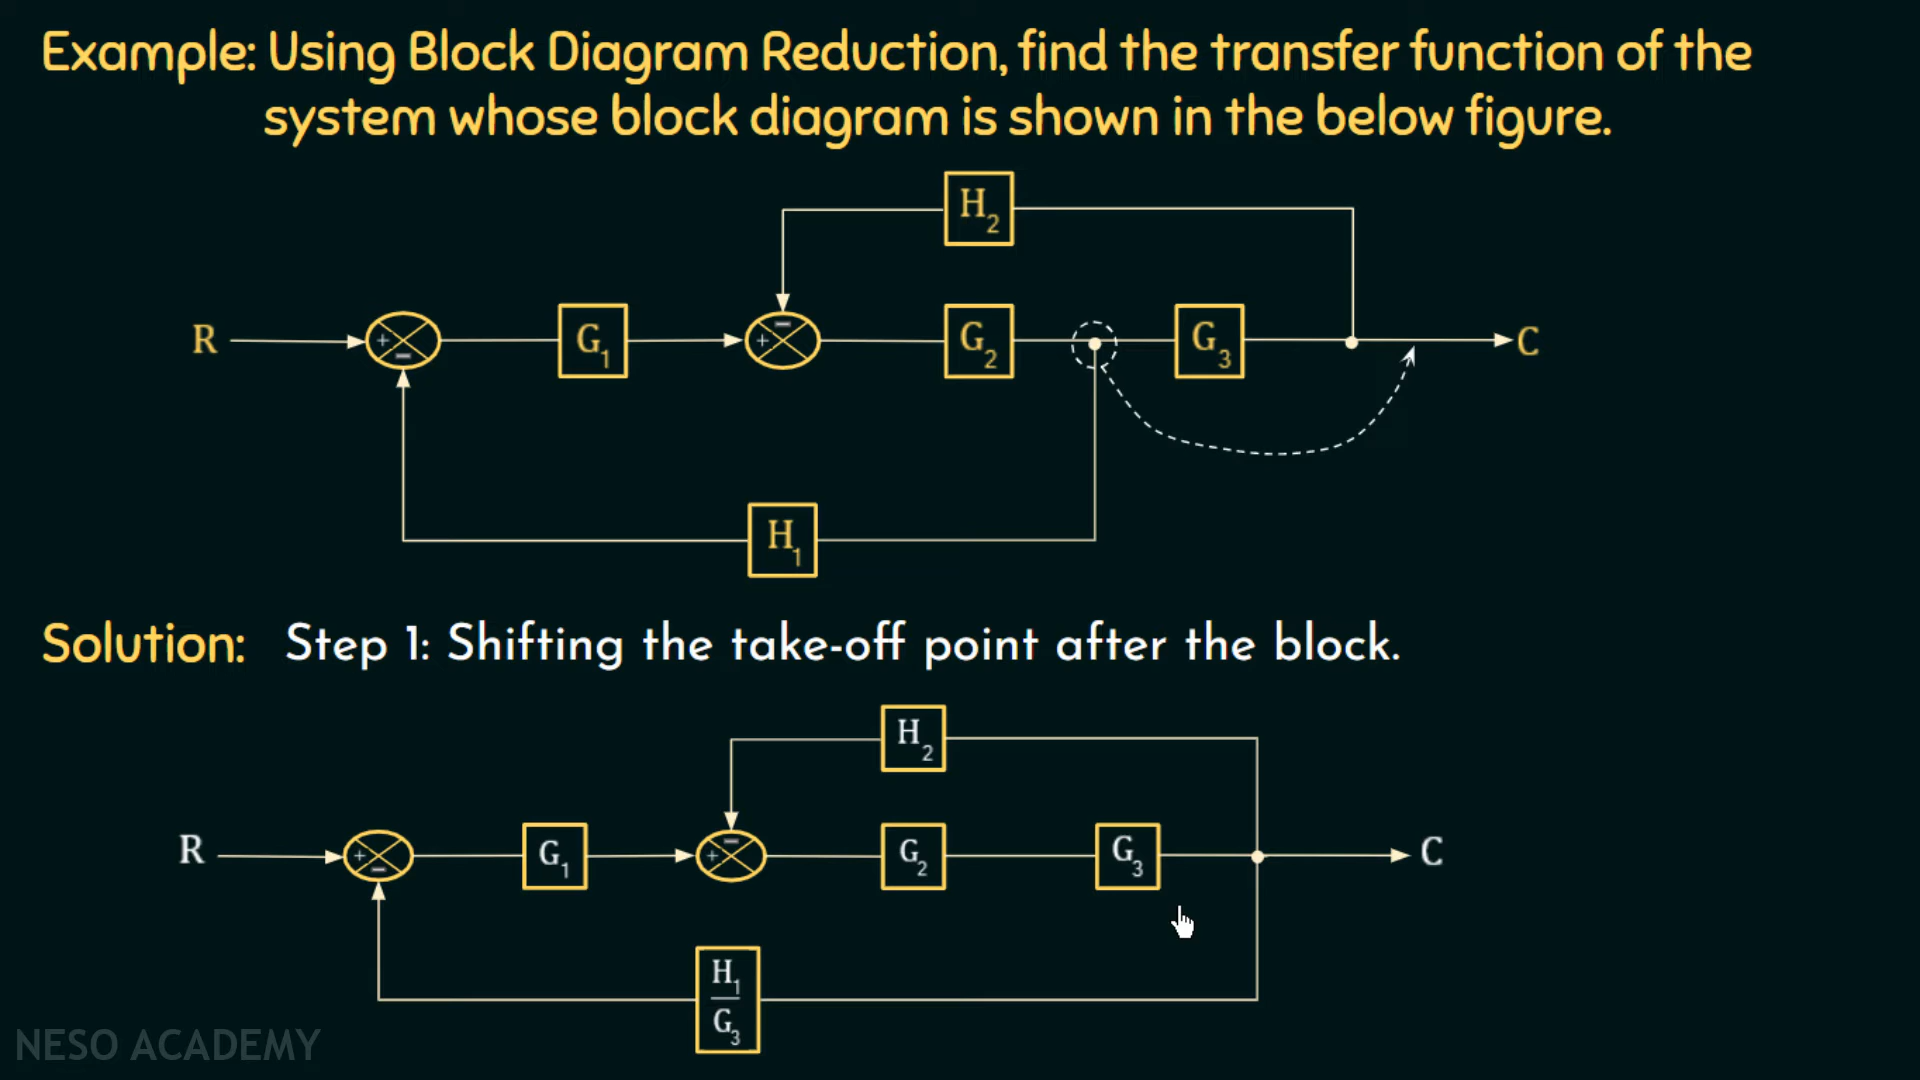 Example: Using Block Diagram Reduction, find the transfer function of the
system whose block diagram is shown in the below figure.
H2
R + − G1 + − G2 G3 C
H1
Solution: Step 1: Shifting the take-off point after the block.
H2
R + − G1 + − G2 G3 C
H1
G3
NESO ACADEMY